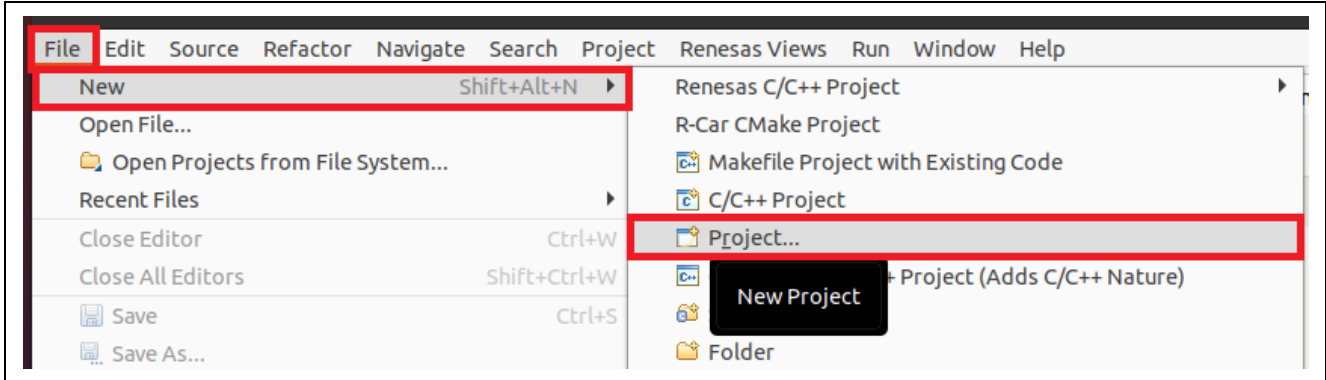 File Edit Source Refactor Navigate Search Project Renesas Views Run Window Help
New Shift+Alt+N
Open File...
Open Projects from File System...
Recent Files
Close Editor Ctrl+W
Close All Editors Shift+Ctrl+W
Save Ctrl+S
Save As...
Renesas C/C++ Project
R-Car CMake Project
Makefile Project with Existing Code
C/C++ Project
Project...
Project (Adds C/C++ Nature)
New Project
Folder